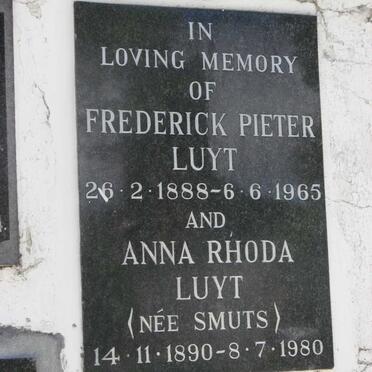 IN
LOVING MEMORY
OF
FREDERICK PIETER
LUYT
26·2·1888-6·6·1965
AND
ANNA RHODA
LUYT
(NÉE SMUTS)
14·11·1890-8·7·1980